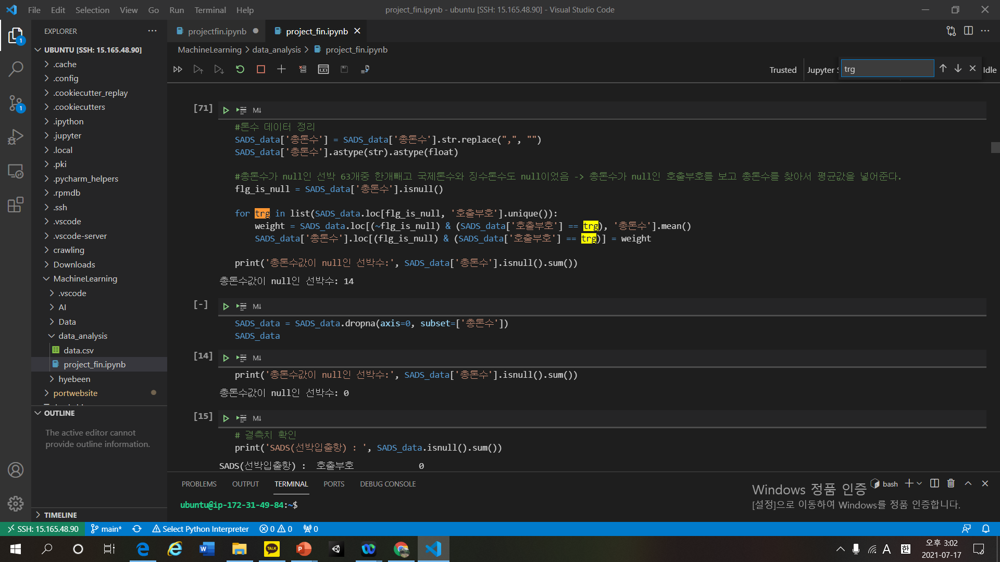 File Edit Selection View Go Run Terminal Help
project_fin.ipynb - ubuntu [SSH: 15.165.48.90] - Visual Studio Code
EXPLORER
UBUNTU [SSH: 15.165.48.90]
.cache
.config
.cookiecutter_replay
.cookiecutters
.ipython
.jupyter
.local
.pki
.pycharm_helpers
.rpmdb
.ssh
.vscode
.vscode-server
crawling
Downloads
MachineLearning
.vscode
AI
Data
data_analysis
data.csv
project_fin.ipynb
hyebeen
portwebsite
OUTLINE
The active editor cannot
provide outline information.
TIMELINE
projectfin.ipynb
project_fin.ipynb
MachineLearning > data_analysis > project_fin.ipynb
Trusted Jupyter S
trg
Idle
[71] M↓
#톤수 데이터 정리
SADS_data['총톤수'] = SADS_data['총톤수'].str.replace(",", "")
SADS_data['총톤수'].astype(str).astype(float)
#총톤수가 null인 선박 63개중 한개빼고 국제톤수와 징수톤수도 null이었음 -> 총톤수가 null인 호출부호를 보고 총톤수를 찾아서 평균값을 넣어준다.
flg_is_null = SADS_data['총톤수'].isnull()
for trg in list(SADS_data.loc[flg_is_null, '호출부호'].unique()):
weight = SADS_data.loc[(~flg_is_null) & (SADS_data['호출부호'] == trg), '총톤수'].mean()
SADS_data['총톤수'].loc[(flg_is_null) & (SADS_data['호출부호'] == trg)] = weight
print('총톤수값이 null인 선박수:', SADS_data['총톤수'].isnull().sum())
총톤수값이 null인 선박수: 14
[-] M↓
SADS_data = SADS_data.dropna(axis=0, subset=['총톤수'])
SADS_data
[14] M↓
print('총톤수값이 null인 선박수:', SADS_data['총톤수'].isnull().sum())
총톤수값이 null인 선박수: 0
[15] M↓
# 결측치 확인
print('SADS(선박입출항) : ', SADS_data.isnull().sum())
SADS(선박입출항) : 호출부호 0
PROBLEMS OUTPUT TERMINAL PORTS DEBUG CONSOLE
bash
ubuntu@ip-172-31-49-84:~$
Windows 정품 인증
[설정]으로 이동하여 Windows를 정품 인증합니다.
SSH: 15.165.48.90 main* Select Python Interpreter 0 0 0
TALK
A 한
오후 3:02
2021-07-17